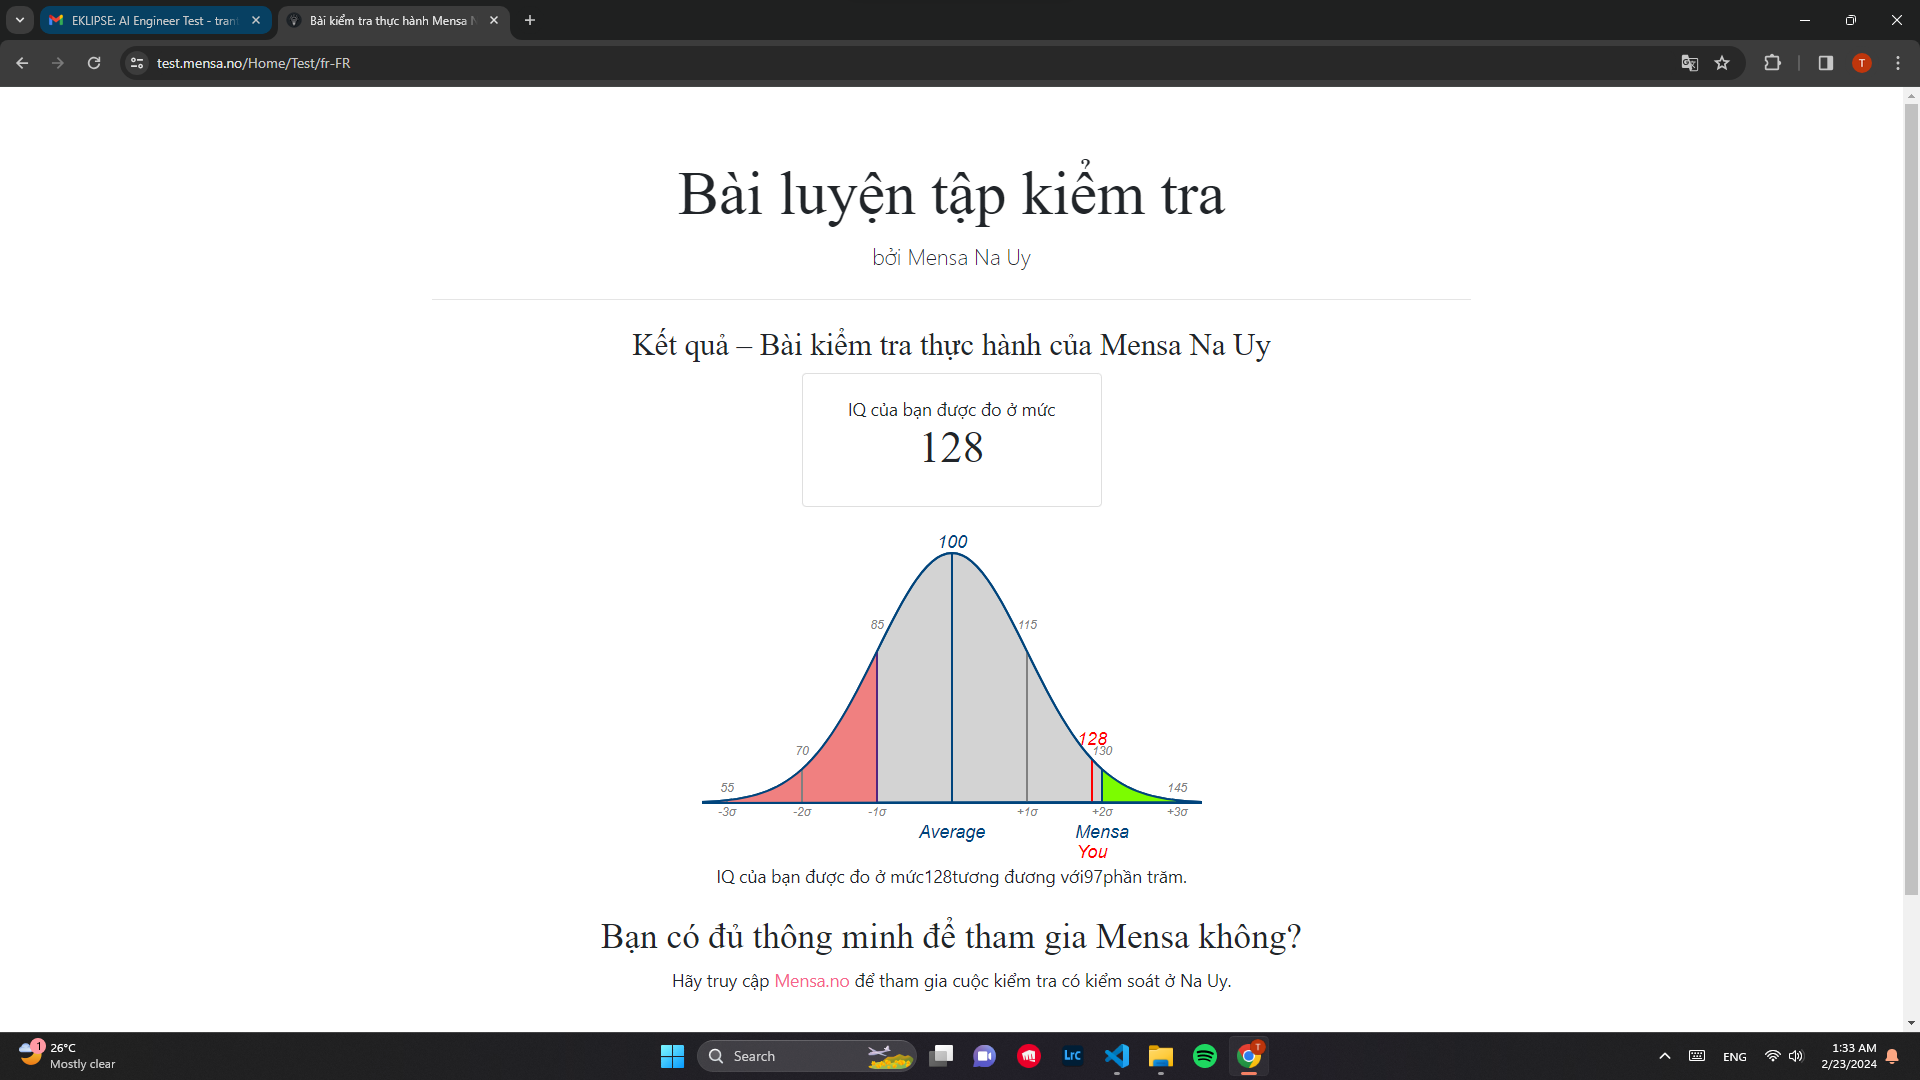 EKLIPSE: AI Engineer Test - tran
Bài kiểm tra thực hành Mensa N
test.mensa.no/Home/Test/fr-FR
T
Bài luyện tập kiểm tra
bởi Mensa Na Uy
Kết quả – Bài kiểm tra thực hành của Mensa Na Uy
IQ của bạn được đo ở mức
128
100
85
115
128
70
130
55
145
-3σ
-2σ
-1σ
+1σ
+2σ
+3σ
Average
Mensa
You
IQ của bạn được đo ở mức128tương đương với97phần trăm.
Bạn có đủ thông minh để tham gia Mensa không?
Hãy truy cập Mensa.no để tham gia cuộc kiểm tra có kiểm soát ở Na Uy.
1
26°C
Mostly clear
Search
Lrc
T
ENG
1:33 AM
2/23/2024